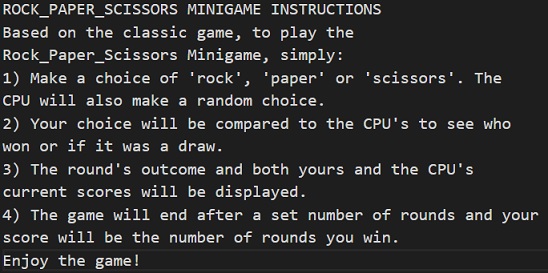 ROCK_PAPER_SCISSORS MINIGAME INSTRUCTIONS
Based on the classic game, to play the
Rock_Paper_Scissors Minigame, simply:
1) Make a choice of 'rock', 'paper' or 'scissors'. The
CPU will also make a random choice.
2) Your choice will be compared to the CPU's to see who
won or if it was a draw.
3) The round's outcome and both yours and the CPU's
current scores will be displayed.
4) The game will end after a set number of rounds and your
score will be the number of rounds you win.
Enjoy the game!